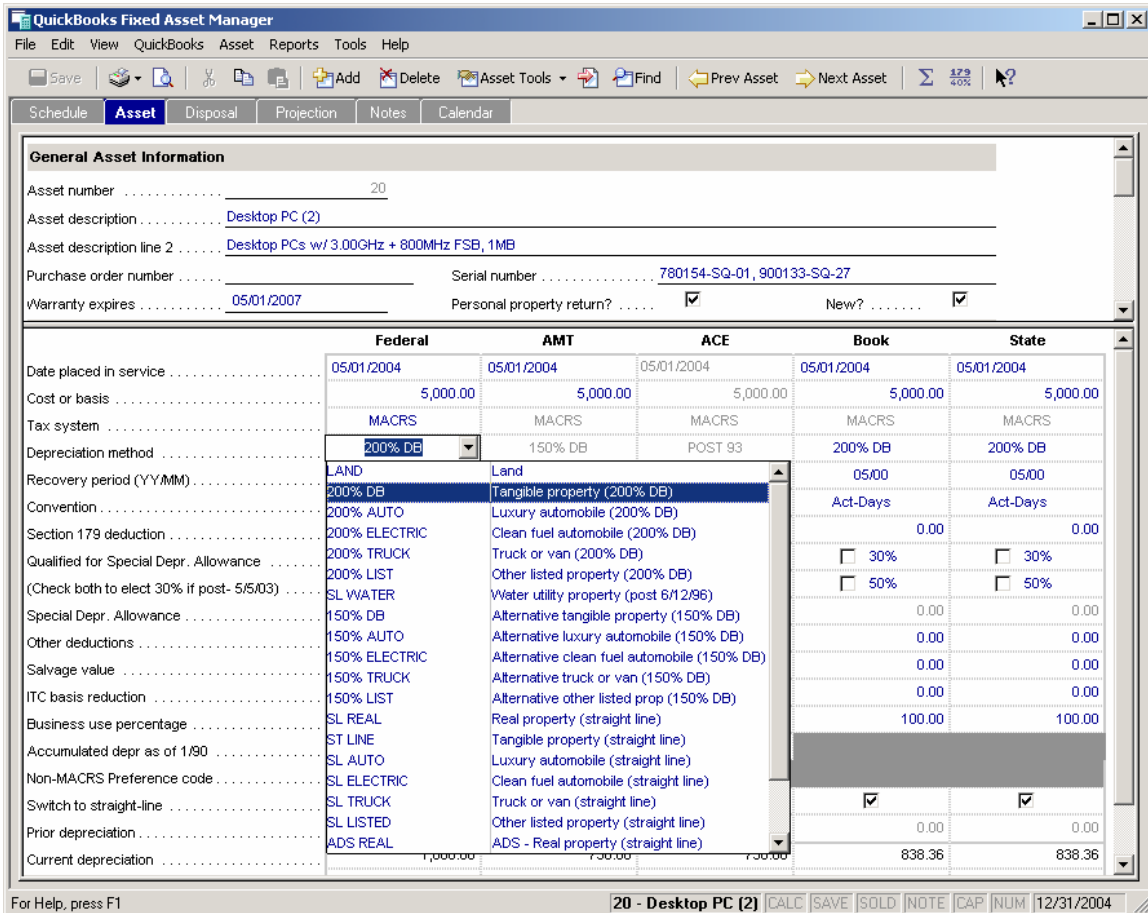 QuickBooks Fixed Asset Manager
File Edit View QuickBooks Asset Reports Tools Help
Save Add Delete Asset Tools Find Prev Asset Next Asset Σ 179 40%
Schedule Asset Disposal Projection Notes Calendar
General Asset Information
Asset number ............. 20
Asset description .......... Desktop PC (2)
Asset description line 2 ...... Desktop PCs w/ 3.00GHz + 800MHz FSB, 1MB
Purchase order number ...... Serial number .............. 780154-SQ-01, 900133-SQ-27
Warranty expires ........... 05/01/2007 Personal property return? ..... New? .......
Federal AMT ACE Book State
Date placed in service .................... 05/01/2004 05/01/2004 05/01/2004 05/01/2004 05/01/2004
Cost or basis ........................... 5,000.00 5,000.00 5,000.00 5,000.00 5,000.00
Tax system ............................ MACRS MACRS MACRS MACRS MACRS
Depreciation method .................... 200% DB 150% DB POST 93 200% DB 200% DB
Recovery period (YY/MM) ................. 05/00 05/00
Convention ............................. Act-Days Act-Days
Section 179 deduction .................... 0.00 0.00
Qualified for Special Depr. Allowance ....... 30% 30%
(Check both to elect 30% if post- 5/5/03) ..... 50% 50%
Special Depr. Allowance .................. 0.00 0.00
Other deductions ........................ 0.00 0.00
Salvage value .......................... 0.00 0.00
ITC basis reduction ...................... 0.00 0.00
Business use percentage ................. 100.00 100.00
Accumulated depr as of 1/90 ..............
Non-MACRS Preference code ..............
Switch to straight-line ....................
Prior depreciation ........................ 0.00 0.00
Current depreciation ..................... 838.36 838.36
LAND Land
200% DB Tangible property (200% DB)
200% AUTO Luxury automobile (200% DB)
200% ELECTRIC Clean fuel automobile (200% DB)
200% TRUCK Truck or van (200% DB)
200% LIST Other listed property (200% DB)
SL WATER Water utility property (post 6/12/96)
150% DB Alternative tangible property (150% DB)
150% AUTO Alternative luxury automobile (150% DB)
150% ELECTRIC Alternative clean fuel automobile (150% DB)
150% TRUCK Alternative truck or van (150% DB)
150% LIST Alternative other listed prop (150% DB)
SL REAL Real property (straight line)
ST LINE Tangible property (straight line)
SL AUTO Luxury automobile (straight line)
SL ELECTRIC Clean fuel automobile (straight line)
SL TRUCK Truck or van (straight line)
SL LISTED Other listed property (straight line)
ADS REAL ADS - Real property (straight line)
For Help, press F1 20 - Desktop PC (2) CALC SAVE SOLD NOTE CAP NUM 12/31/2004